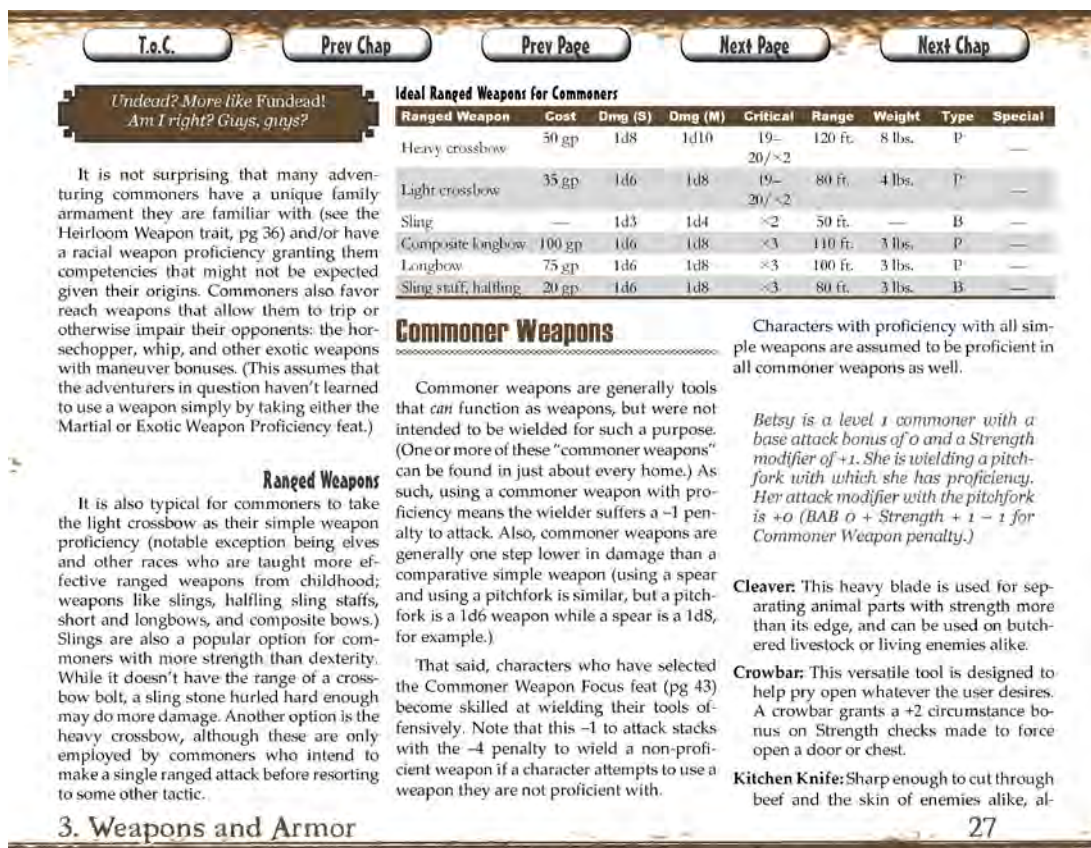 T.o.C.
Prev Chap
Prev Page
Next Page
Next Chap
Undead? More like Fundead!
Am I right? Guys, guys?
It is not surprising that many adven-
turing commoners have a unique family
armament they are familiar with (see the
Heirloom Weapon trait, pg 36) and/or have
a racial weapon proficiency granting them
competencies that might not be expected
given their origins. Commoners also favor
reach weapons that allow them to trip or
otherwise impair their opponents: the hor-
sechopper, whip, and other exotic weapons
with maneuver bonuses. (This assumes that
the adventurers in question haven't learned
to use a weapon simply by taking either the
Martial or Exotic Weapon Proficiency feat.)
Ranged Weapons
It is also typical for commoners to take
the light crossbow as their simple weapon
proficiency (notable exception being elves
and other races who are taught more ef-
fective ranged weapons from childhood;
weapons like slings, halfling sling staffs,
short and longbows, and composite bows.)
Slings are also a popular option for com-
moners with more strength than dexterity.
While it doesn't have the range of a cross-
bow bolt, a sling stone hurled hard enough
may do more damage. Another option is the
heavy crossbow, although these are only
employed by commoners who intend to
make a single ranged attack before resorting
to some other tactic.
Ideal Ranged Weapons for Commoners
Ranged Weapon Cost Dmg (S) Dmg (M) Critical Range Weight Type Special
Heavy crossbow 50 gp 1d8 1d10 19–20/×2 120 ft. 8 lbs. P —
Light crossbow 35 gp 1d6 1d8 19–20/×2 80 ft. 4 lbs. P —
Sling — 1d3 1d4 ×2 50 ft. — B —
Composite longbow 100 gp 1d6 1d8 ×3 110 ft. 3 lbs. P —
Longbow 75 gp 1d6 1d8 ×3 100 ft. 3 lbs. P —
Sling staff, halfling 20 gp 1d6 1d8 ×3 80 ft. 3 lbs. B —
Commoner Weapons
Commoner weapons are generally tools
that can function as weapons, but were not
intended to be wielded for such a purpose.
(One or more of these "commoner weapons"
can be found in just about every home.) As
such, using a commoner weapon with pro-
ficiency means the wielder suffers a –1 pen-
alty to attack. Also, commoner weapons are
generally one step lower in damage than a
comparative simple weapon (using a spear
and using a pitchfork is similar, but a pitch-
fork is a 1d6 weapon while a spear is a 1d8,
for example.)
That said, characters who have selected
the Commoner Weapon Focus feat (pg 43)
become skilled at wielding their tools of-
fensively. Note that this –1 to attack stacks
with the –4 penalty to wield a non-profi-
cient weapon if a character attempts to use a
weapon they are not proficient with.
Characters with proficiency with all sim-
ple weapons are assumed to be proficient in
all commoner weapons as well.
Betsy is a level 1 commoner with a
base attack bonus of 0 and a Strength
modifier of +1. She is wielding a pitch-
fork with which she has proficiency.
Her attack modifier with the pitchfork
is +0 (BAB 0 + Strength + 1 – 1 for
Commoner Weapon penalty.)
Cleaver: This heavy blade is used for sep-
arating animal parts with strength more
than its edge, and can be used on butch-
ered livestock or living enemies alike.
Crowbar: This versatile tool is designed to
help pry open whatever the user desires.
A crowbar grants a +2 circumstance bo-
nus on Strength checks made to force
open a door or chest.
Kitchen Knife: Sharp enough to cut through
beef and the skin of enemies alike, al-
3. Weapons and Armor
27